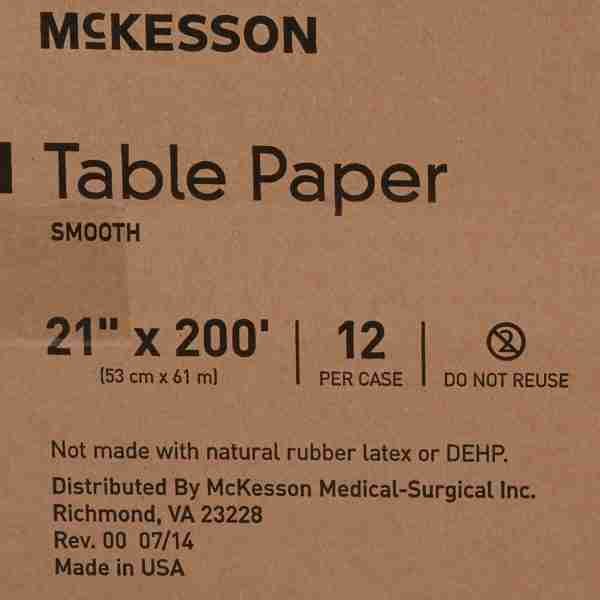 McKESSON
Table Paper
SMOOTH
21" x 200'
(53 cm x 61 m)
12
PER CASE
2
DO NOT REUSE
Not made with natural rubber latex or DEHP.
Distributed By McKesson Medical-Surgical Inc.
Richmond, VA 23228
Rev. 00 07/14
Made in USA